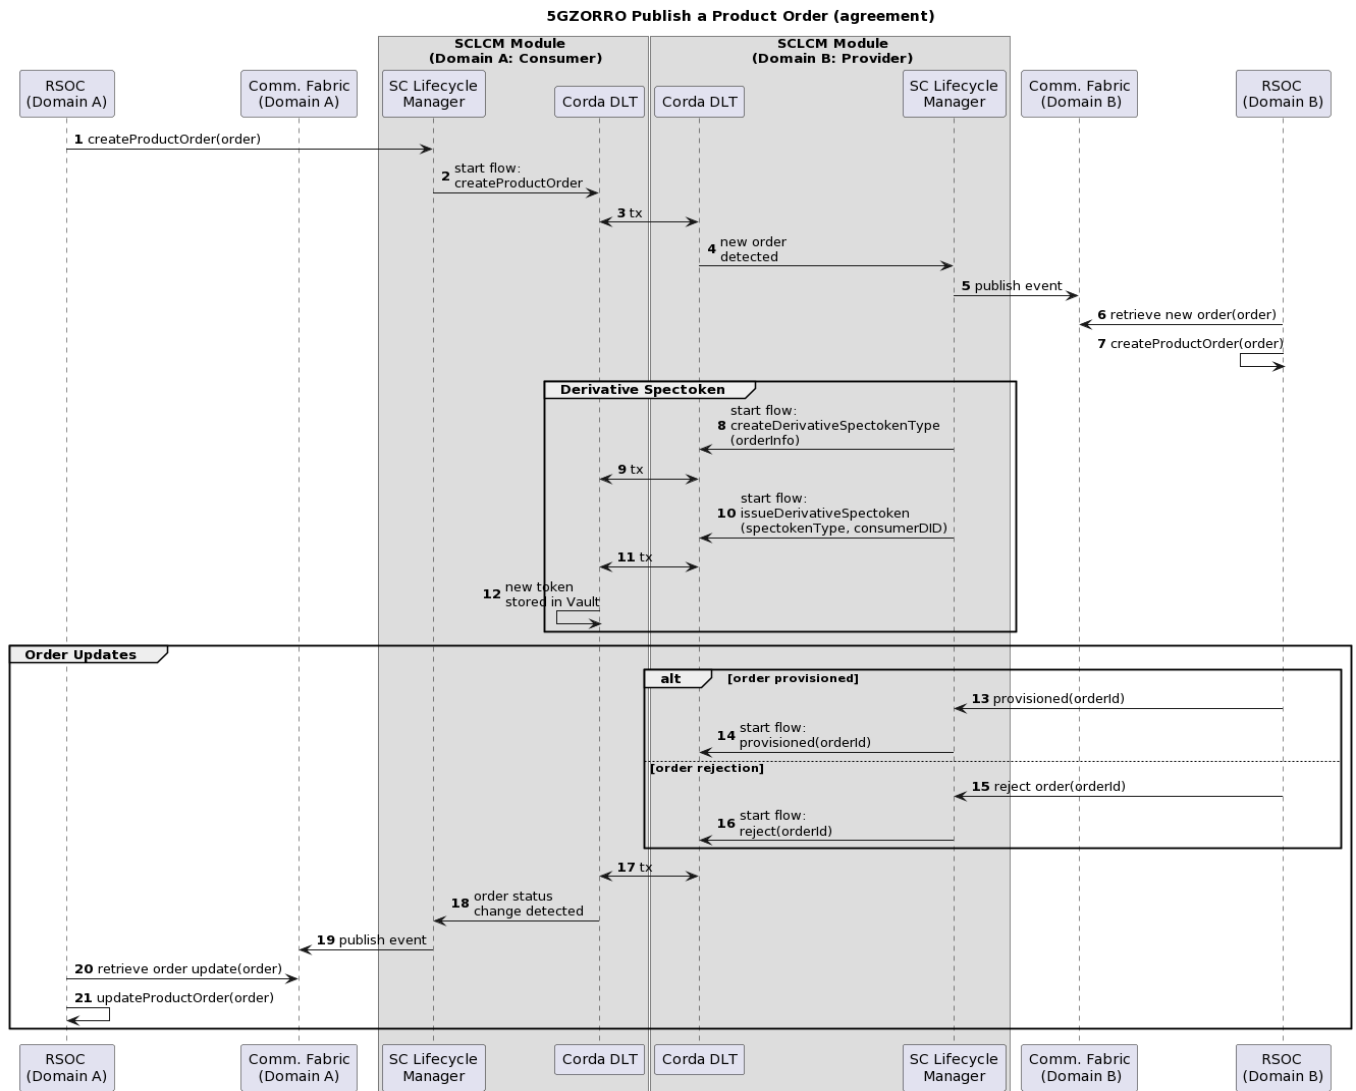 5GZORRO Publish a Product Order (agreement)
SCLCM Module
(Domain A: Consumer)
SCLCM Module
(Domain B: Provider)
RSOC
(Domain A)
Comm. Fabric
(Domain A)
SC Lifecycle
Manager
Corda DLT
Corda DLT
SC Lifecycle
Manager
Comm. Fabric
(Domain B)
RSOC
(Domain B)
1 createProductOrder(order)
2 start flow:
createProductOrder
3 tx
4 new order
detected
5 publish event
6 retrieve new order(order)
7 createProductOrder(order)
Derivative Spectoken
8 start flow:
createDerivativeSpectokenType
(orderInfo)
9 tx
10 start flow:
issueDerivativeSpectoken
(spectokenType, consumerDID)
11 tx
12 new token
stored in Vault
Order Updates
alt [order provisioned]
13 provisioned(orderId)
14 start flow:
provisioned(orderId)
[order rejection]
15 reject order(orderId)
16 start flow:
reject(orderId)
17 tx
18 order status
change detected
19 publish event
20 retrieve order update(order)
21 updateProductOrder(order)
RSOC
(Domain A)
Comm. Fabric
(Domain A)
SC Lifecycle
Manager
Corda DLT
Corda DLT
SC Lifecycle
Manager
Comm. Fabric
(Domain B)
RSOC
(Domain B)